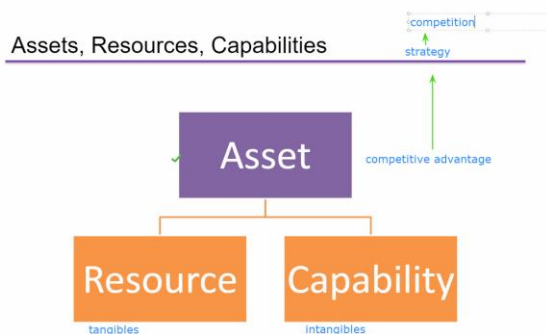 competition
Assets, Resources, Capabilities
strategy
Asset
competitive advantage
Resource
Capability
tangibles
intangibles